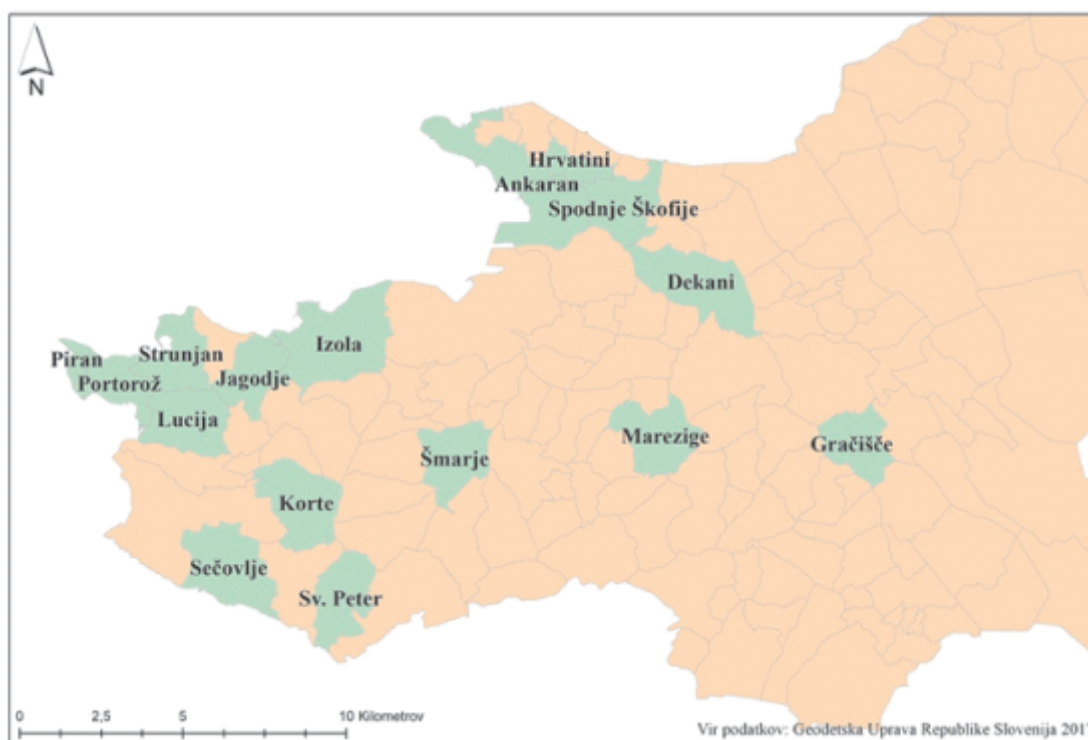 N
Hrvatini
Ankaran
Spodnje Škofije
Dekani
Izola
Strunjan
Piran
Jagodje
Portorož
Lucija
Marezige
Gračišče
Šmarje
Korte
Sečovlje
Sv. Peter
0 2,5 5 10 Kilometrov
Vir podatkov: Geodetska Uprava Republike Slovenija 2017